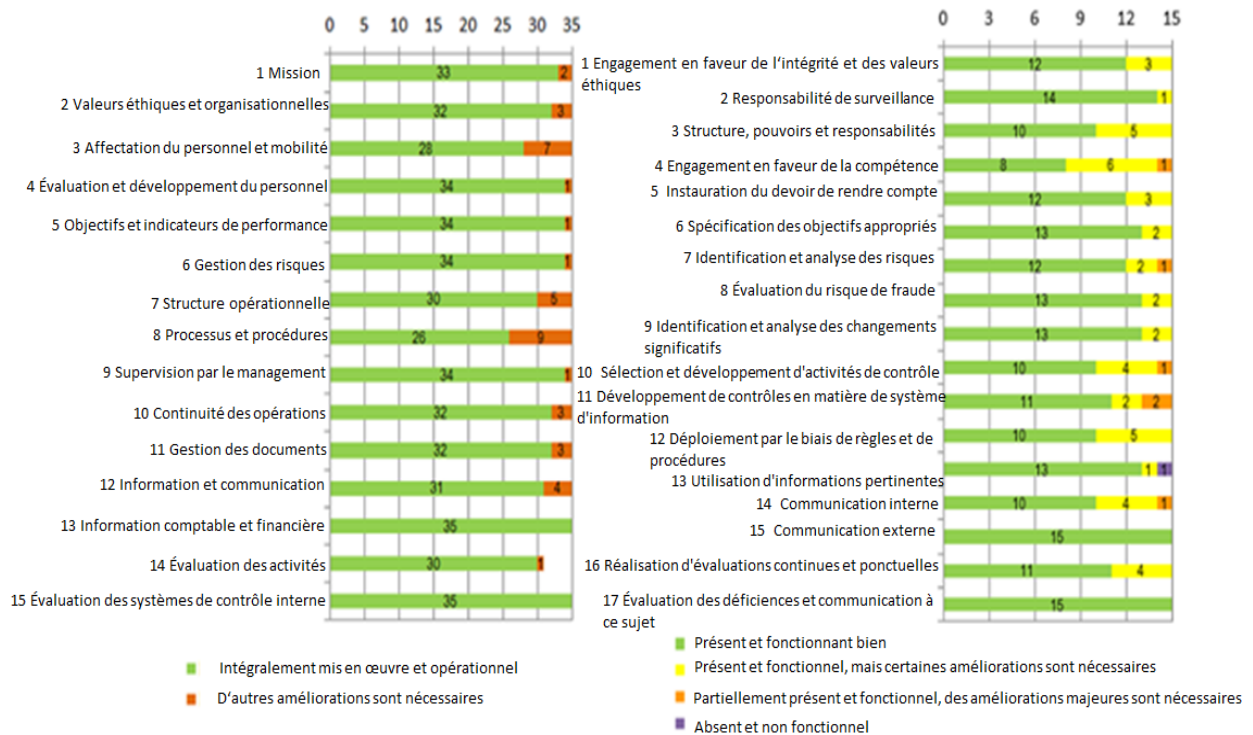 0 5 10 15 20 25 30 35
1 Mission 33 2
2 Valeurs éthiques et organisationnelles 32 3
3 Affectation du personnel et mobilité 28 7
4 Évaluation et développement du personnel 34 1
5 Objectifs et indicateurs de performance 34 1
6 Gestion des risques 34 1
7 Structure opérationnelle 30 5
8 Processus et procédures 26 9
9 Supervision par le management 34 1
10 Continuité des opérations 32 3
11 Gestion des documents 32 3
12 Information et communication 31 4
13 Information comptable et financière 35
14 Évaluation des activités 30 1
15 Évaluation des systèmes de contrôle interne 35
Intégralement mis en œuvre et opérationnel
D'autres améliorations sont nécessaires
0 3 6 9 12 15
1 Engagement en faveur de l'intégrité et des valeurs
éthiques 12 3
2 Responsabilité de surveillance 14 1
3 Structure, pouvoirs et responsabilités 10 5
4 Engagement en faveur de la compétence 8 6 1
5 Instauration du devoir de rendre compte 12 3
6 Spécification des objectifs appropriés 13 2
7 Identification et analyse des risques 12 2 1
8 Évaluation du risque de fraude 13 2
9 Identification et analyse des changements
significatifs 13 2
10 Sélection et développement d'activités de contrôle 10 4 1
11 Développement de contrôles en matière de système
d'information 11 2 2
12 Déploiement par le biais de règles et de
procédures 10 5
13 Utilisation d'informations pertinentes 13 1 1
14 Communication interne 10 4 1
15 Communication externe 15
16 Réalisation d'évaluations continues et ponctuelles 11 4
17 Évaluation des déficiences et communication à
ce sujet 15
Présent et fonctionnant bien
Présent et fonctionnel, mais certaines améliorations sont nécessaires
Partiellement présent et fonctionnel, des améliorations majeures sont nécessaires
Absent et non fonctionnel